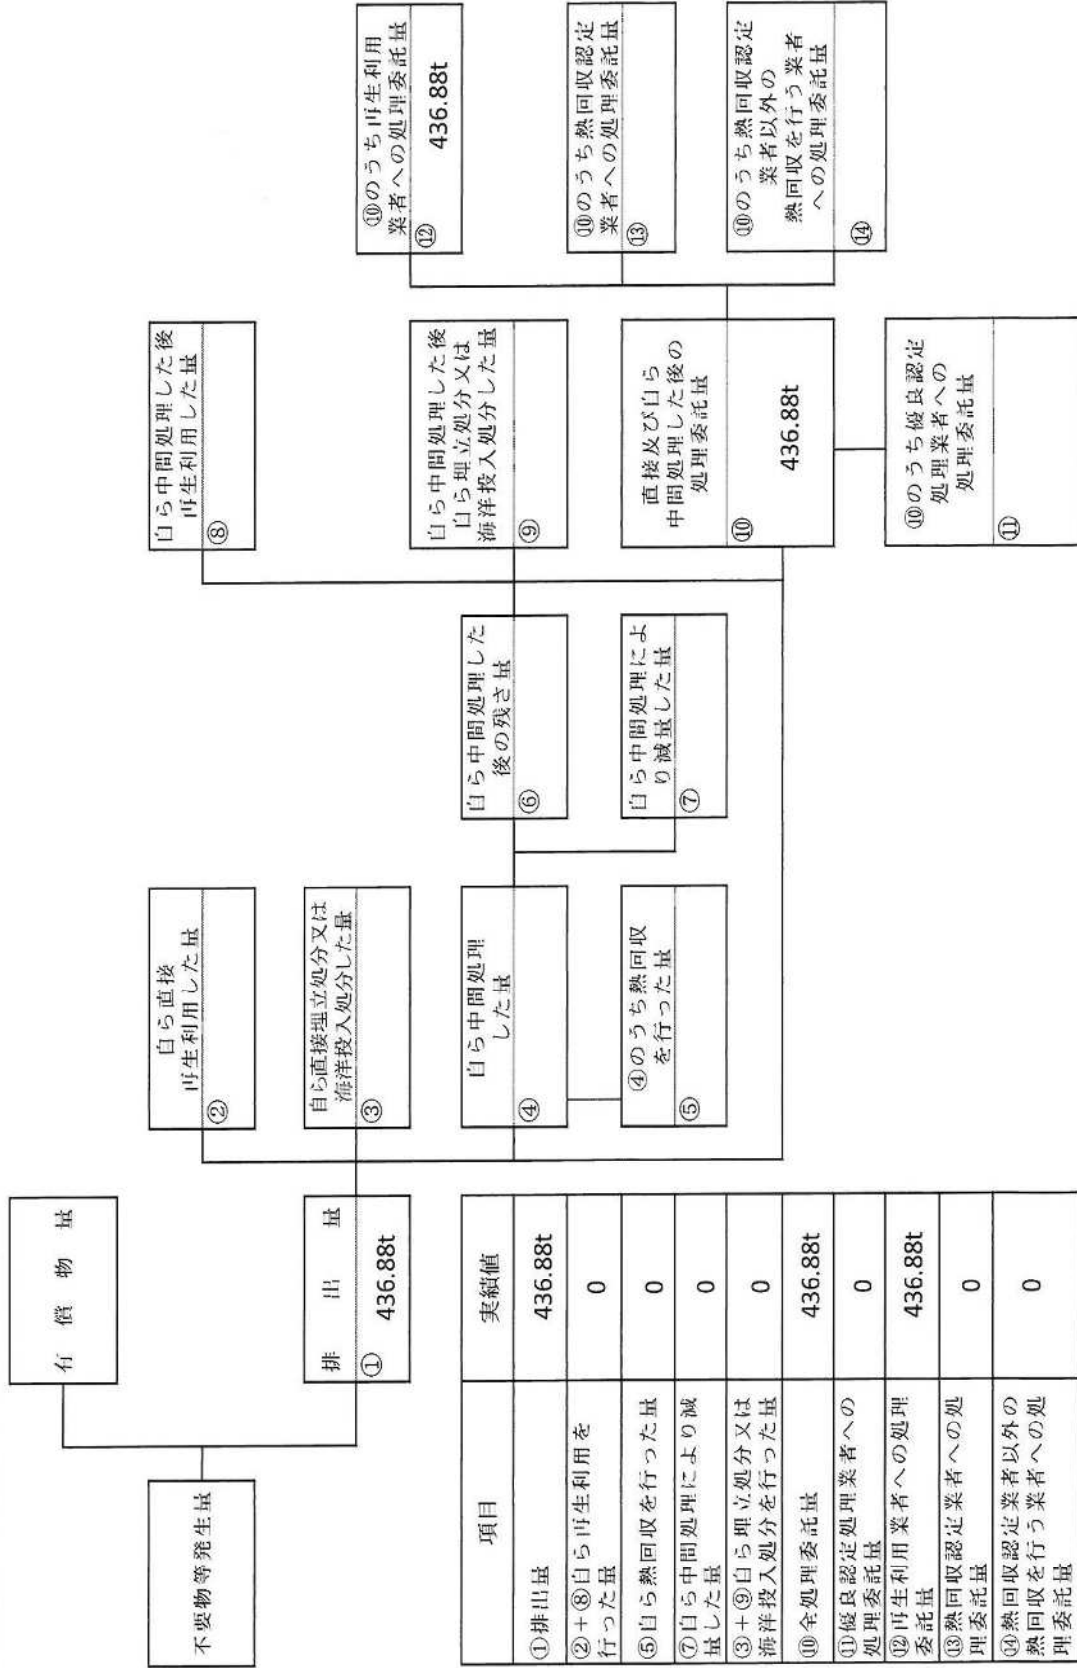 不要物等発生量
有償物量
排出量
①
436.88t
自ら直接
再生利用した量
②
自ら直接埋立処分又は
海洋投入処分した量
③
自ら中間処理
した量
④
④のうち熱回収
を行った量
⑤
自ら中間処理した
後の残さ量
⑥
自ら中間処理によ
り減量した量
⑦
自ら中間処理した後
再生利用した量
⑧
自ら中間処理した後
自ら埋立処分又は
海洋投入処分した量
⑨
直接及び自ら
中間処理した後の
処理委託量
⑩
436.88t
⑩のうち優良認定
処理業者への
処理委託量
⑪
⑩のうち再生利用
業者への処理委託量
⑫
436.88t
⑩のうち熱回収認定
業者への処理委託量
⑬
⑩のうち熱回収認定
業者以外の
熱回収を行う業者
への処理委託量
⑭
項目 実績値
①排出量 436.88t
②+⑧自ら再生利用を
行った量 0
⑤自ら熱回収を行った量 0
⑦自ら中間処理により減
量した量 0
③+⑨自ら埋立処分又は
海洋投入処分を行った量 0
⑩全処理委託量 436.88t
⑪優良認定処理業者への
処理委託量 0
⑫再生利用業者への処理
委託量 436.88t
⑬熱回収認定業者への処
理委託量 0
⑭熱回収認定業者以外の
熱回収を行う業者への処
理委託量 0